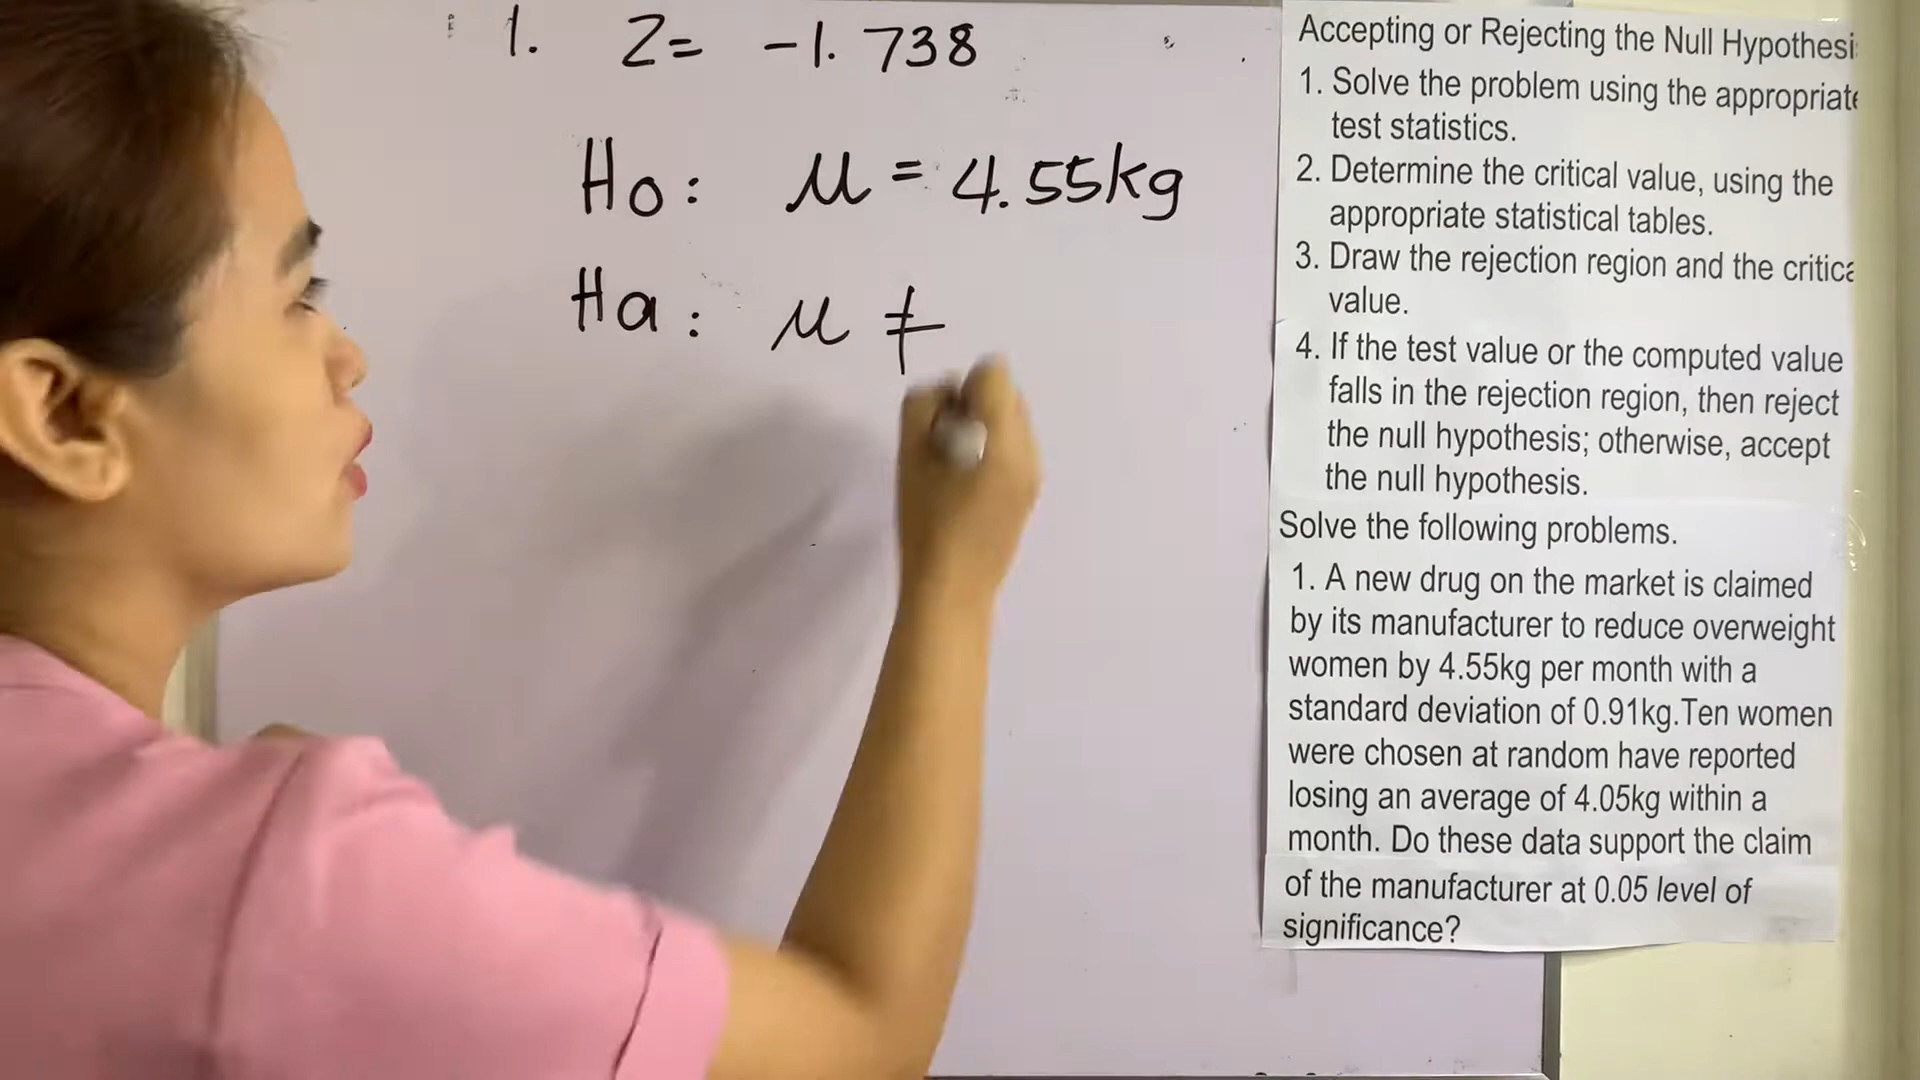 1. Z= -1.738
Ho: μ = 4.55kg
Ha: μ ≠
Accepting or Rejecting the Null Hypothesi
1. Solve the problem using the appropriate
test statistics.
2. Determine the critical value, using the
appropriate statistical tables.
3. Draw the rejection region and the critica
value.
4. If the test value or the computed value
falls in the rejection region, then reject
the null hypothesis; otherwise, accept
the null hypothesis.
Solve the following problems.
1. A new drug on the market is claimed
by its manufacturer to reduce overweight
women by 4.55kg per month with a
standard deviation of 0.91kg.Ten women
were chosen at random have reported
losing an average of 4.05kg within a
month. Do these data support the claim
of the manufacturer at 0.05 level of
significance?